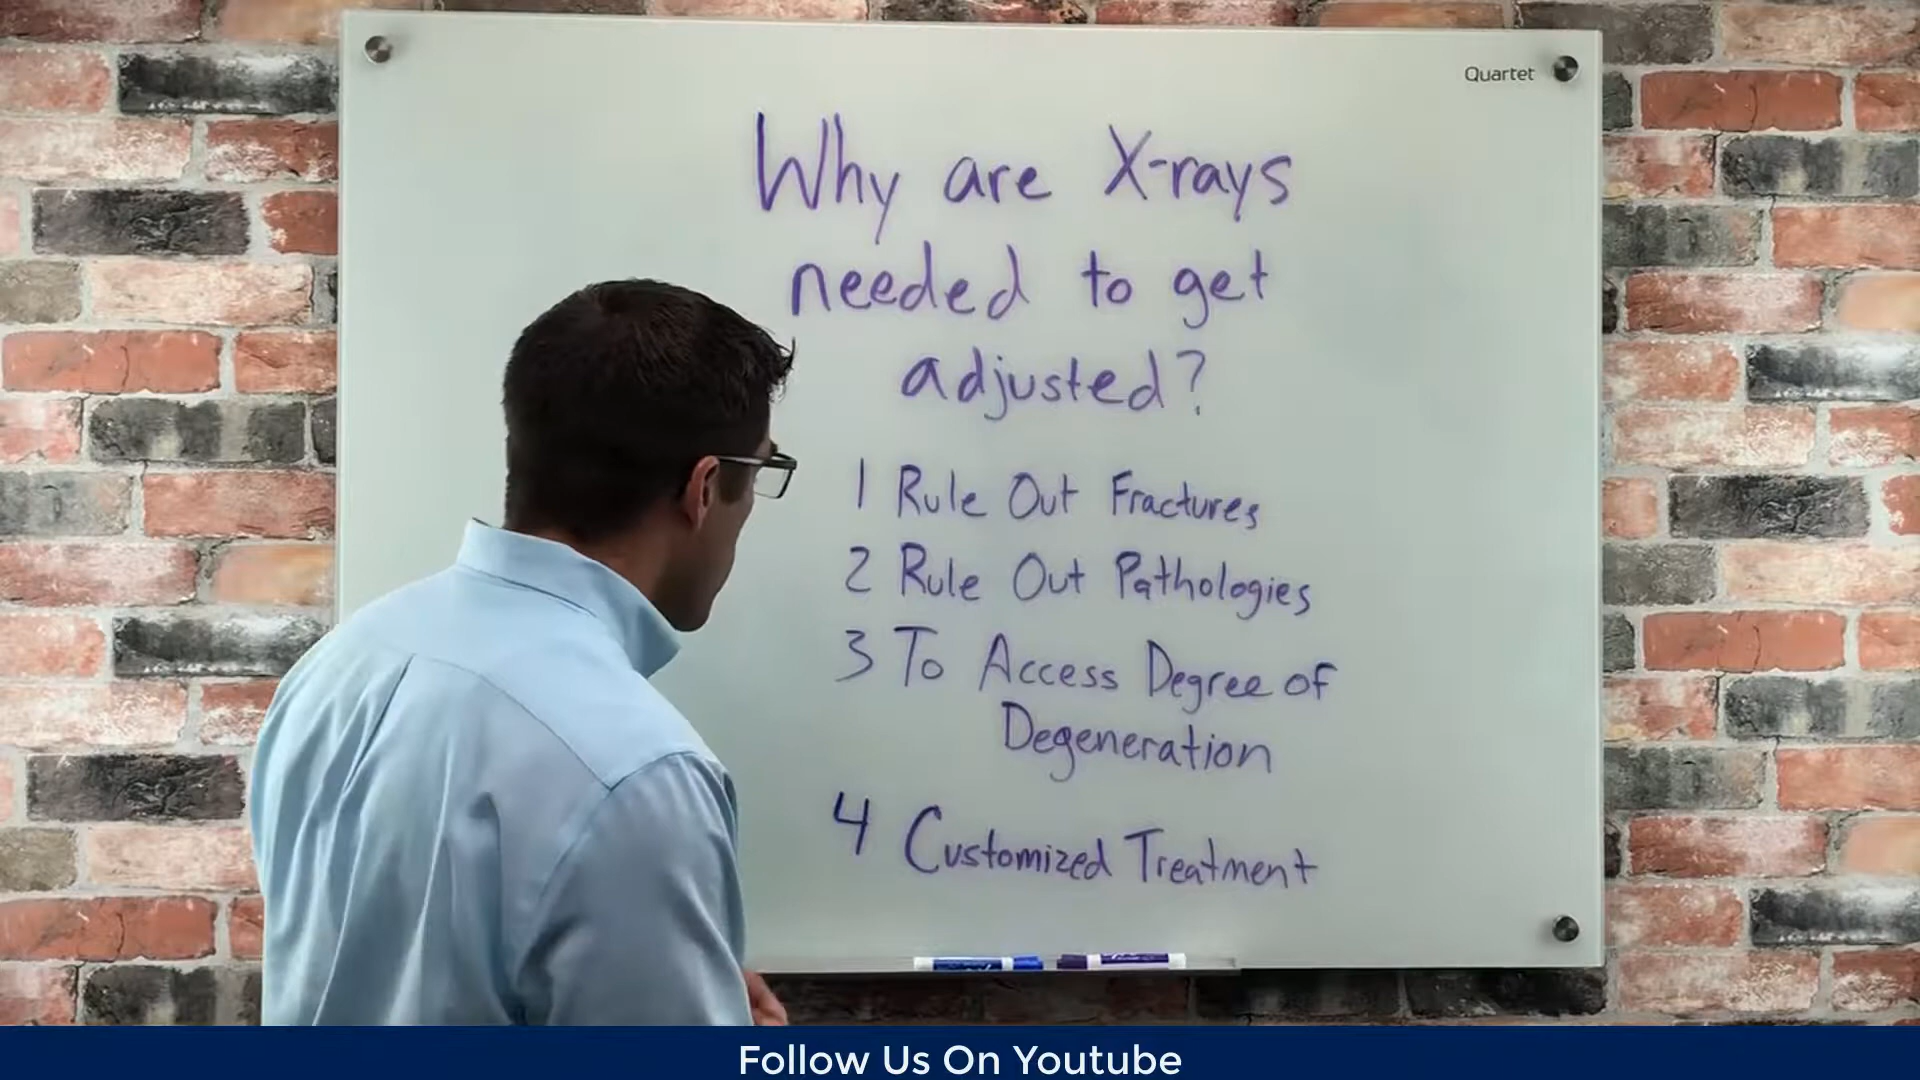 Quartet
Why are X-rays
needed to get
adjusted?
1 Rule Out Fractures
2 Rule Out Pathologies
3 To Access Degree of
Degeneration
4 Customized Treatment
Follow Us On Youtube